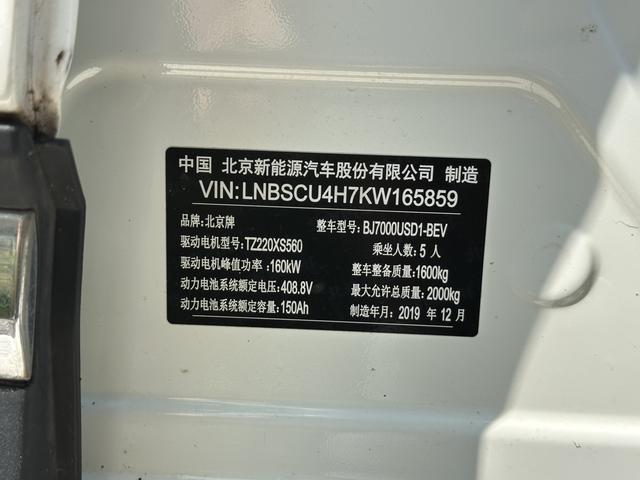 中国 北京新能源汽车股份有限公司 制造
VIN:LNBSCU4H7KW165859
品牌:北京牌 整车型号:BJ7000USD1-BEV
驱动电机型号:TZ220XS560 乘坐人数:5人
驱动电机峰值功率:160kW 整车整备质量:1600kg
动力电池系统额定电压:408.8V 最大允许总质量:2000kg
动力电池系统额定容量:150Ah 制造年月:2019 年 12 月